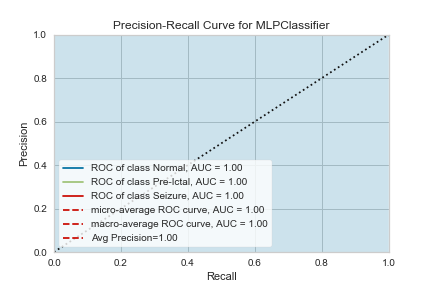 Precision-Recall Curve for MLPClassifier
1.0
0.8
0.6
0.4
0.2
0.0
Precision
ROC of class Normal, AUC = 1.00
ROC of class Pre-Ictal, AUC = 1.00
ROC of class Seizure, AUC = 1.00
micro-average ROC curve, AUC = 1.00
macro-average ROC curve, AUC = 1.00
Avg Precision=1.00
0.0 0.2 0.4 0.6 0.8 1.0
Recall